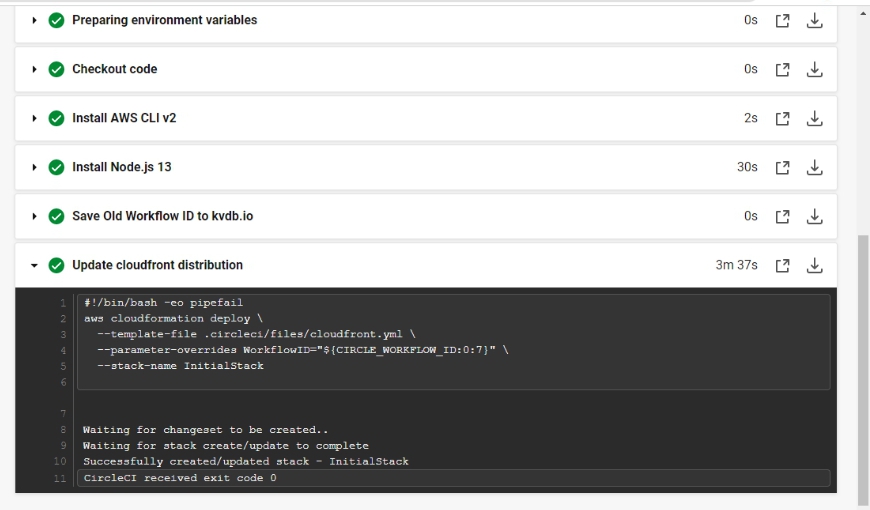 Preparing environment variables 0s
Checkout code 0s
Install AWS CLI v2 2s
Install Node.js 13 30s
Save Old Workflow ID to kvdb.io 0s
Update cloudfront distribution 3m 37s
1 #!/bin/bash -eo pipefail
2 aws cloudformation deploy \
3 --template-file .circleci/files/cloudfront.yml \
4 --parameter-overrides WorkflowID="${CIRCLE_WORKFLOW_ID:0:7}" \
5 --stack-name InitialStack
6
7
8 Waiting for changeset to be created..
9 Waiting for stack create/update to complete
10 Successfully created/updated stack - InitialStack
11 CircleCI received exit code 0